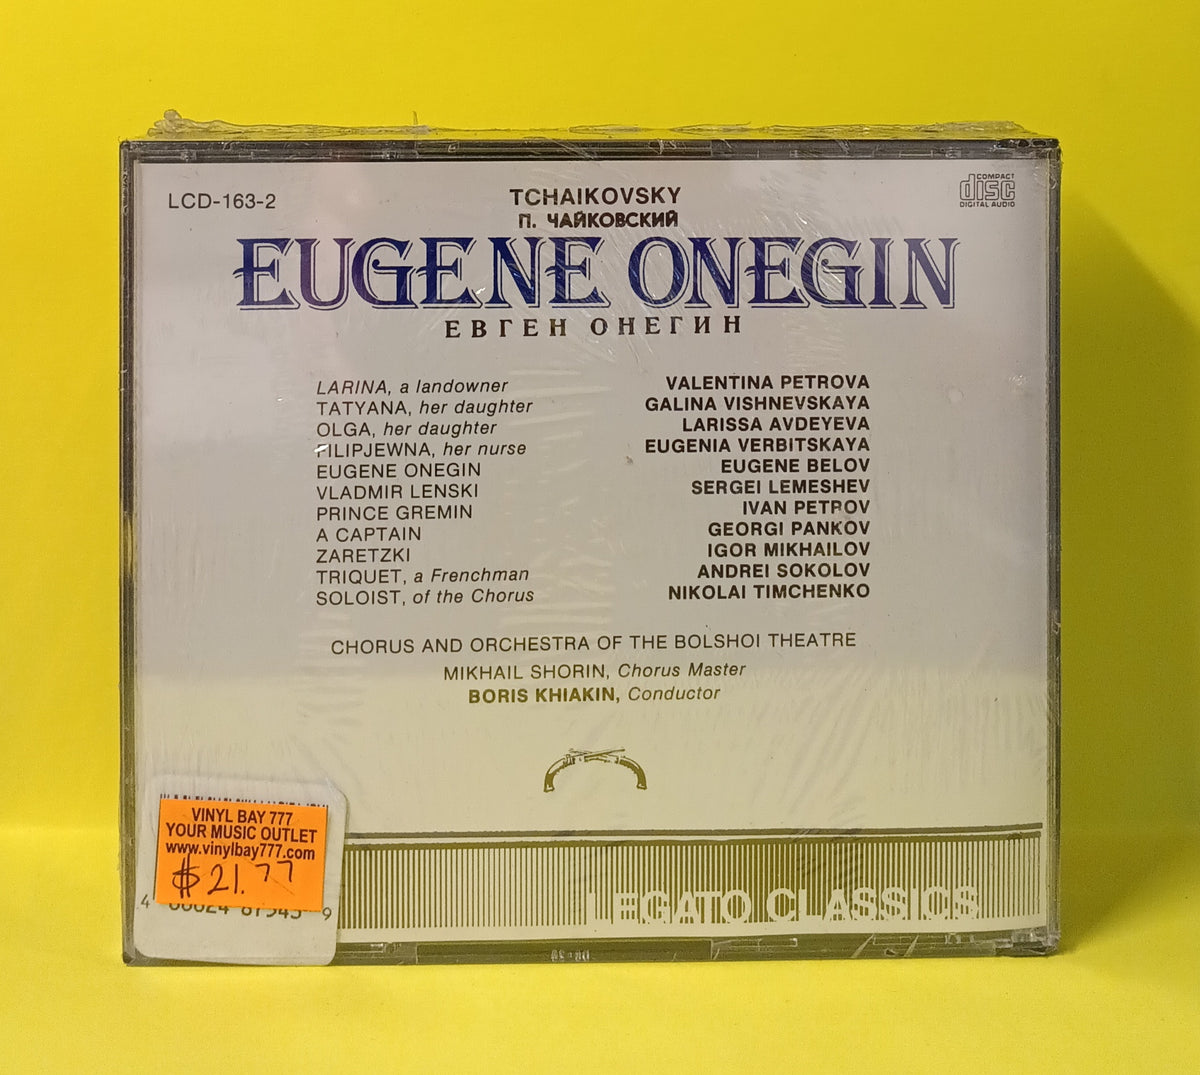 LCD-163-2
TCHAIKOVSKY
П. ЧАЙКОВСКИЙ
COMPACT
disc
DIGITAL AUDIO
EUGENE ONEGIN
ЕВГЕН ОНЕГИН
LARINA, a landowner VALENTINA PETROVA
TATYANA, her daughter GALINA VISHNEVSKAYA
OLGA, her daughter LARISSA AVDEYEVA
FILIPJEWNA, her nurse EUGENIA VERBITSKAYA
EUGENE ONEGIN EUGENE BELOV
VLADMIR LENSKI SERGEI LEMESHEV
PRINCE GREMIN IVAN PETROV
A CAPTAIN GEORGI PANKOV
ZARETZKI IGOR MIKHAILOV
TRIQUET, a Frenchman ANDREI SOKOLOV
SOLOIST, of the Chorus NIKOLAI TIMCHENKO
CHORUS AND ORCHESTRA OF THE BOLSHOI THEATRE
MIKHAIL SHORIN, Chorus Master
BORIS KHIAKIN, Conductor
VINYL BAY 777
YOUR MUSIC OUTLET
www.vinylbay777.com
$21.77
4 9
LEGATO CLASSICS